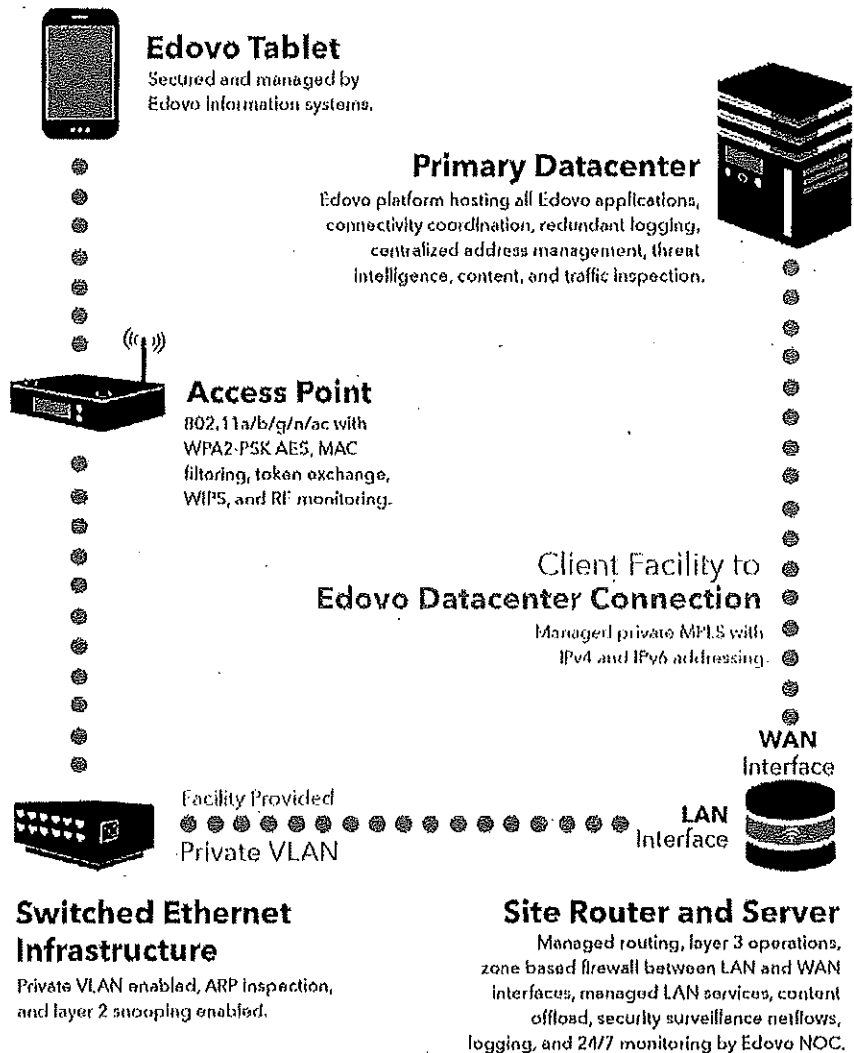 Edovo Tablet
Secured and managed by
Edovo Information systems.
Primary Datacenter
Edovo platform hosting all Edovo applications,
connectivity coordination, redundant logging,
centralized address management, threat
intelligence, content, and traffic inspection.
Access Point
802.11a/b/g/n/ac with
WPA2-PSK AES, MAC
filtering, token exchange,
WIPS, and RF monitoring.
Client Facility to
Edovo Datacenter Connection
Managed private MPLS with
IPv4 and IPv6 addressing.
WAN
Interface
Facility Provided
Private VLAN
LAN
Interface
Switched Ethernet
Infrastructure
Private VLAN enabled, ARP inspection,
and layer 2 snooping enabled.
Site Router and Server
Managed routing, layer 3 operations,
zone based firewall between LAN and WAN
interfaces, managed LAN services, content
offload, security surveillance netflows,
logging, and 24/7 monitoring by Edovo NOC.